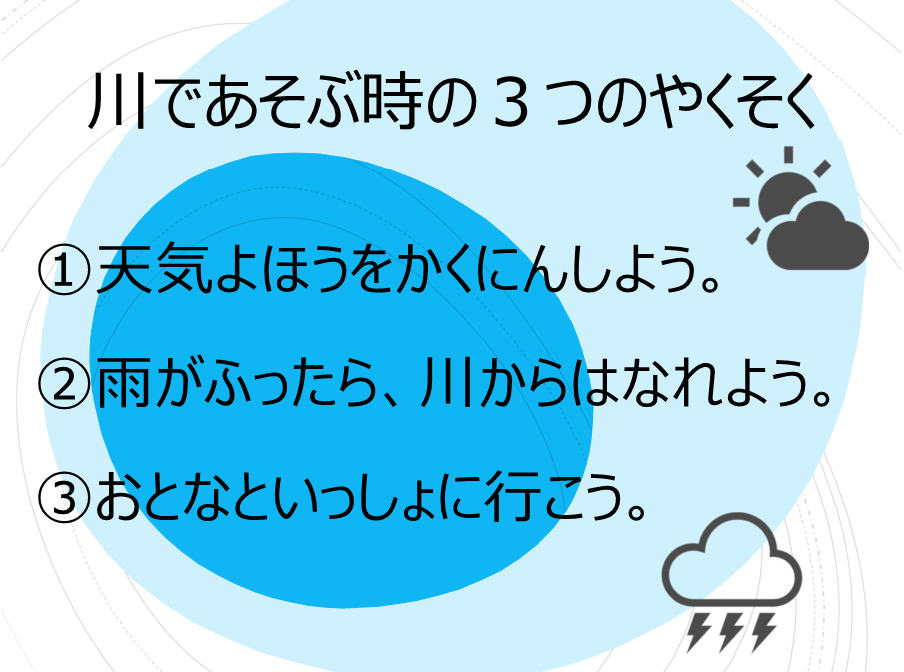 川であそぶ時の３つのやくそく
①天気よほうをかくにんしよう。
②雨がふったら、川からはなれよう。
③おとなといっしょに行こう。